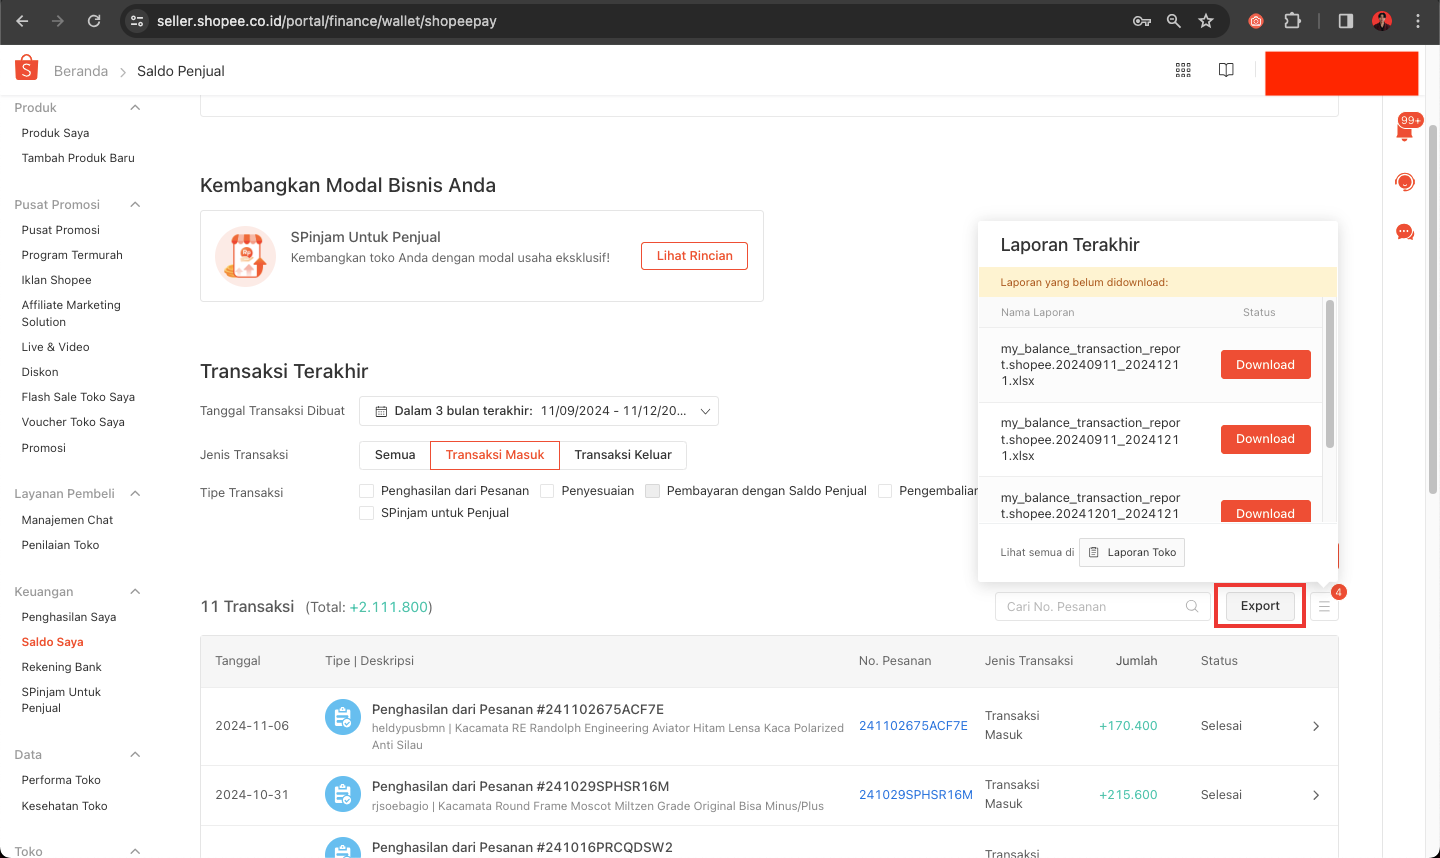 seller.shopee.co.id/portal/finance/wallet/shopeepay
Beranda > Saldo Penjual
99+
Produk
Produk Saya
Tambah Produk Baru
Pusat Promosi
Pusat Promosi
Program Termurah
Iklan Shopee
Affiliate Marketing
Solution
Live & Video
Diskon
Flash Sale Toko Saya
Voucher Toko Saya
Promosi
Layanan Pembeli
Manajemen Chat
Penilaian Toko
Keuangan
Penghasilan Saya
Saldo Saya
Rekening Bank
SPinjam Untuk
Penjual
Data
Performa Toko
Kesehatan Toko
Toko
Kembangkan Modal Bisnis Anda
SPinjam Untuk Penjual
Kembangkan toko Anda dengan modal usaha eksklusif!
Lihat Rincian
Transaksi Terakhir
Tanggal Transaksi Dibuat Dalam 3 bulan terakhir: 11/09/2024 - 11/12/20...
Jenis Transaksi Semua Transaksi Masuk Transaksi Keluar
Tipe Transaksi Penghasilan dari Pesanan Penyesuaian Pembayaran dengan Saldo Penjual Pengembalian
SPinjam untuk Penjual
Laporan Terakhir
Laporan yang belum didownload:
Nama Laporan Status
my_balance_transaction_repor
t.shopee.20240911_2024121
1.xlsx
Download
my_balance_transaction_repor
t.shopee.20240911_2024121
1.xlsx
Download
my_balance_transaction_repor
t.shopee.20241201_2024121
Download
Lihat semua di Laporan Toko
11 Transaksi (Total: +2.111.800)
Cari No. Pesanan
Export
4
Tanggal Tipe | Deskripsi No. Pesanan Jenis Transaksi Jumlah Status
2024-11-06
Penghasilan dari Pesanan #241102675ACF7E
heldypusbmn | Kacamata RE Randolph Engineering Aviator Hitam Lensa Kaca Polarized
Anti Silau
241102675ACF7E
Transaksi
Masuk
+170.400
Selesai
2024-10-31
Penghasilan dari Pesanan #241029SPHSR16M
rjsoebagio | Kacamata Round Frame Moscot Miltzen Grade Original Bisa Minus/Plus
241029SPHSR16M
Transaksi
Masuk
+215.600
Selesai
Penghasilan dari Pesanan #241016PRCQDSW2
Transaksi